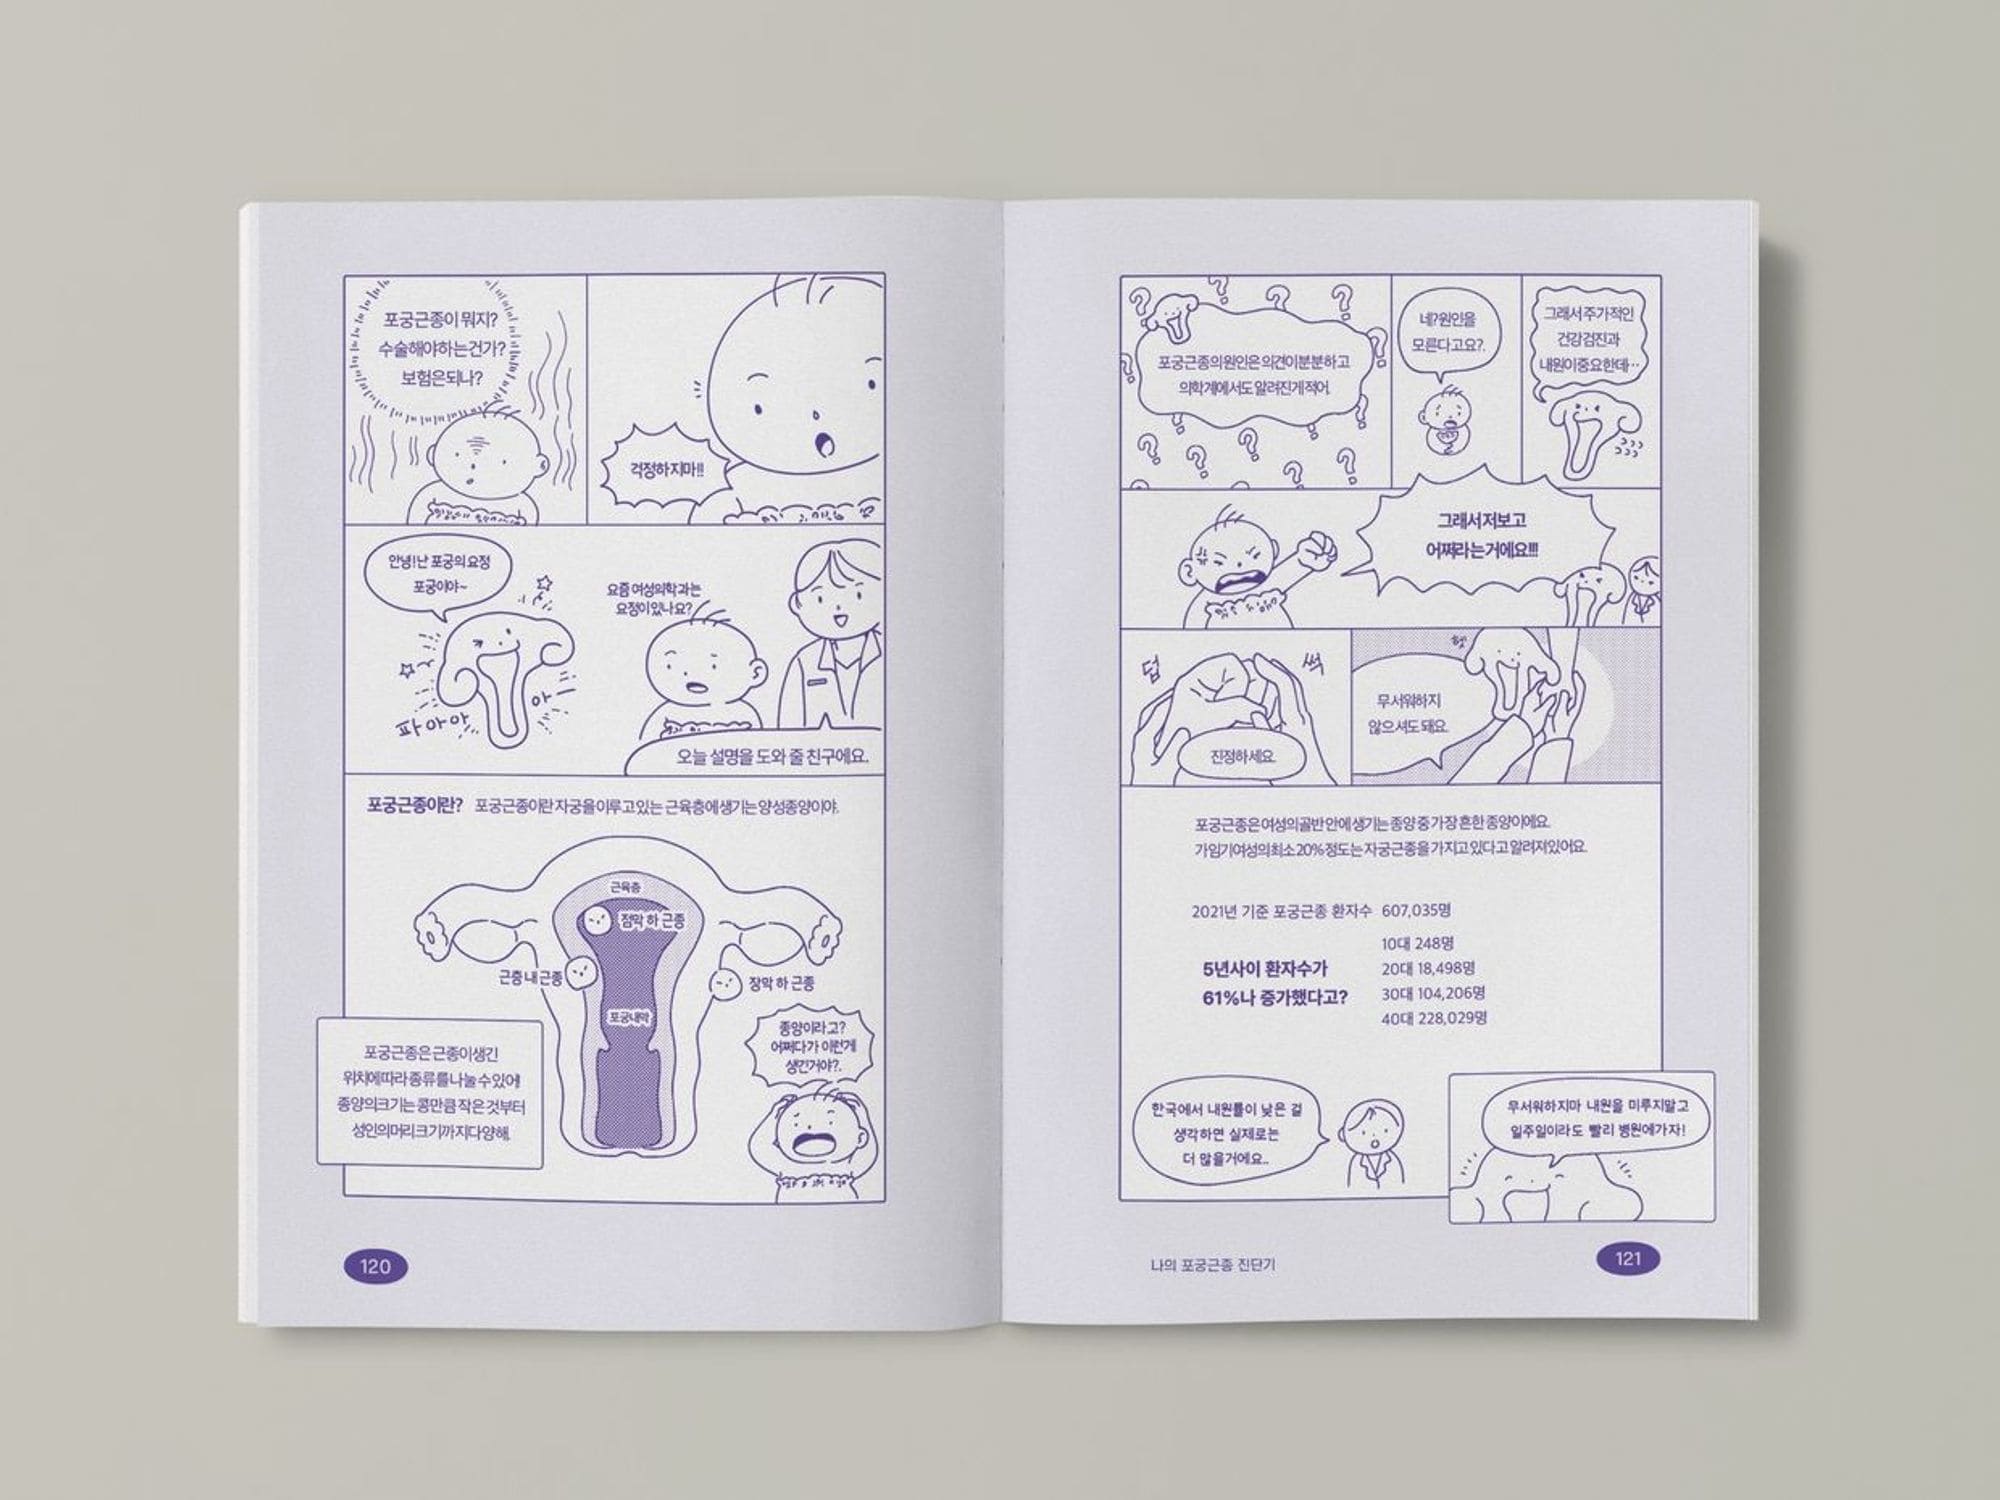 포궁근종이 뭐지?
수술해야하는건가?
보험은되나?
걱정하지마!!
안녕! 난 포궁의 요정
포궁이야~
파 아 아
아
요즘 여성의학과는
요정이있나요?
오늘 설명을 도와 줄 친구에요.
포궁근종이란? 포궁근종이란 자궁을 이루고 있는 근육층에 생기는 양성종양이야.
근육층
점막 하 근종
근층 내 근종
장막 하 근종
포궁내막
포궁근종은 근종이 생긴
위치에 따라 종류를 나눌 수 있어!
종양의 크기는 콩만큼 작은 것부터
성인의 머리 크기까지 다양해.
종양이라고?
어쩌다가 이런게
생긴거야?.
120
포궁근종의 원인은 의견이 분분하고
의학계에서도 알려진게 적어.
네? 원인을
모른다고요?.
그래서 주가적인
건강검진과
내원이 중요한데..
그래서 저보고
어쩌라는거에요!!!
덥
썩
진정하세요.
무서워하지
않으셔도 돼요.
포궁근종은 여성의 골반 안에 생기는 종양 중 가장 흔한 종양이에요.
가임기 여성의 최소 20% 정도는 자궁근종을 가지고 있다고 알려져있어요.
2021년 기준 포궁근종 환자수 607,035명
10대 248명
20대 18,498명
30대 104,206명
40대 228,029명
5년사이 환자수가
61%나 증가했다고?
한국에서 내원률이 낮은 걸
생각하면 실제로는
더 많을거에요..
무서워하지마 내원을 미루지말고
일주일이라도 빨리 병원에가자!
나의 포궁근종 진단기
121